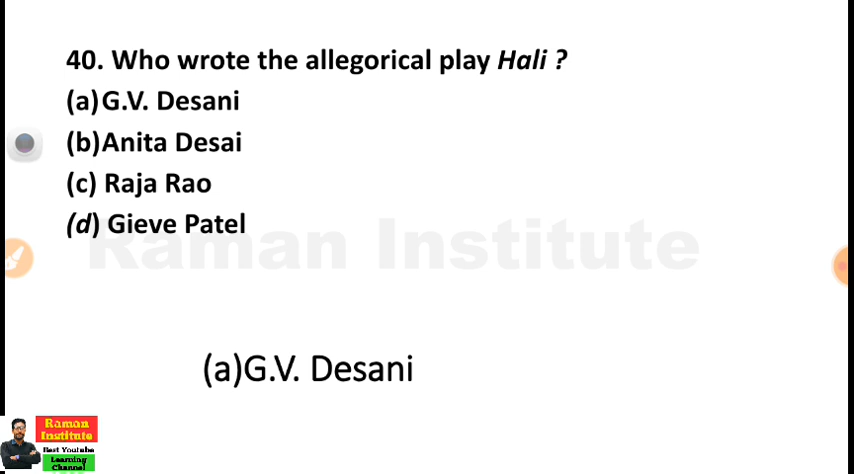 40. Who wrote the allegorical play Hali ?
(a)G.V. Desani
(b)Anita Desai
(c) Raja Rao
(d) Gieve Patel
Raman Institute
(a)G.V. Desani
Raman
Institute
Best Youtube
Learning
Channel